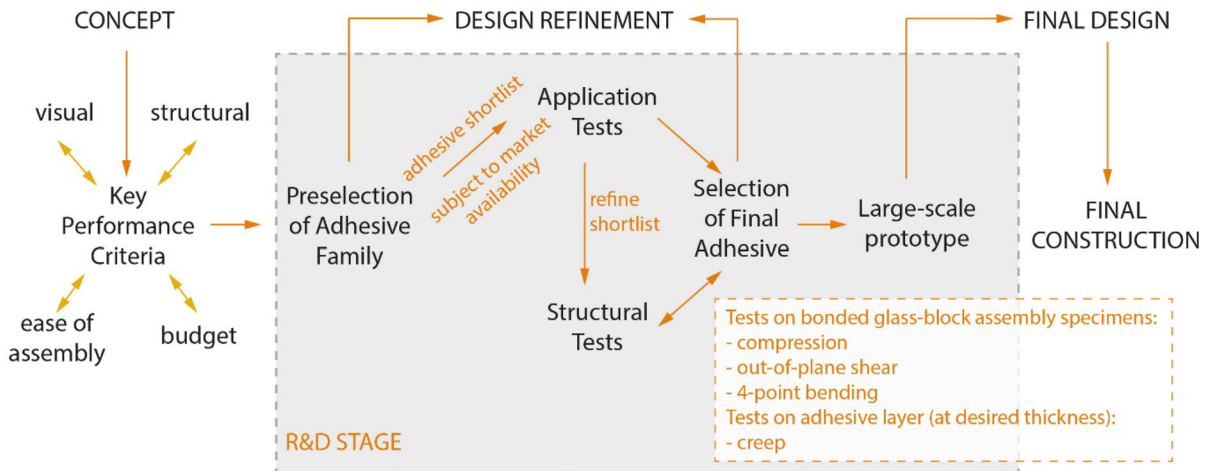 CONCEPT
DESIGN REFINEMENT
FINAL DESIGN
visual
structural
Key
Performance
Criteria
ease of
assembly
budget
Preselection
of Adhesive
Family
adhesive shortlist
subject to market
availability
Application
Tests
refine
shortlist
Structural
Tests
Selection
of Final
Adhesive
Large-scale
prototype
FINAL
CONSTRUCTION
Tests on bonded glass-block assembly specimens:
- compression
- out-of-plane shear
- 4-point bending
Tests on adhesive layer (at desired thickness):
- creep
R&D STAGE